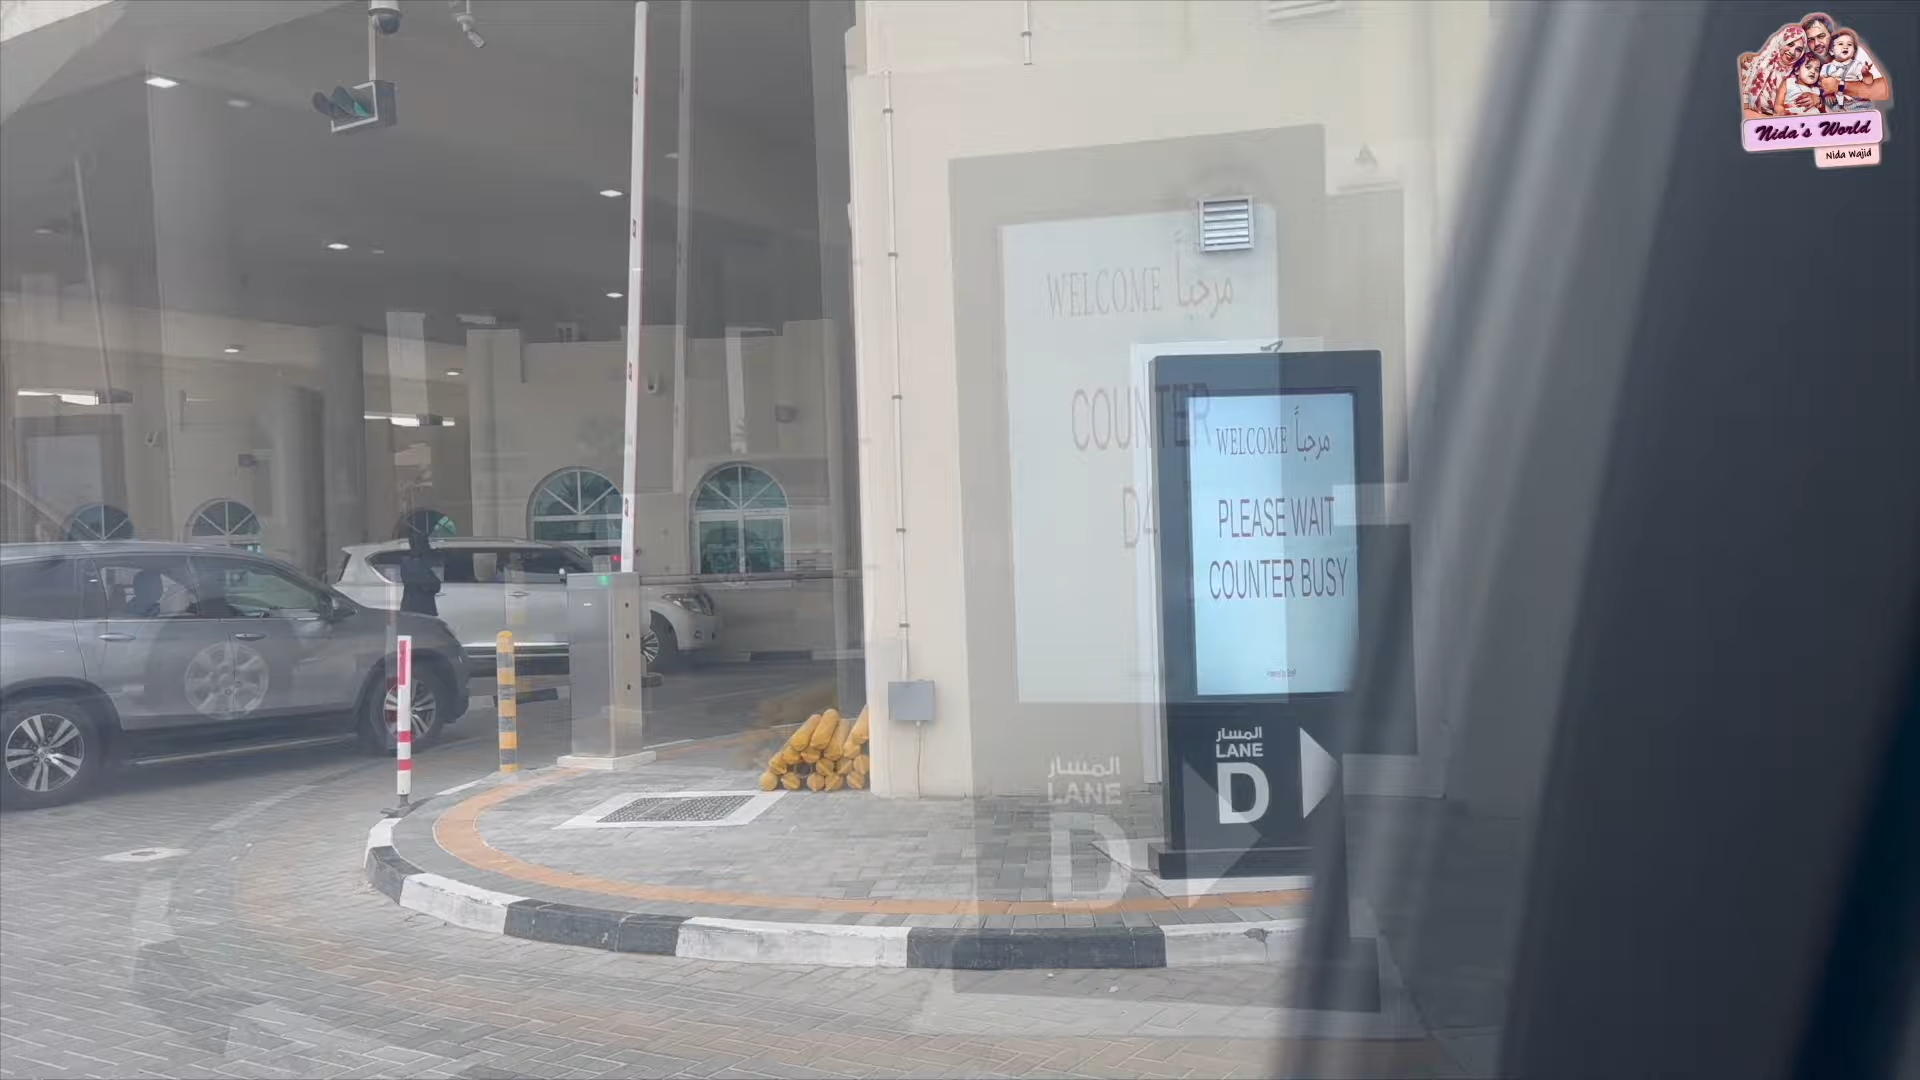 Nida's World
Nida Wajid
WELCOME مرحباً
COUNTER
D4
المسار
LANE
D
WELCOME مرحباً
PLEASE WAIT
COUNTER BUSY
المسار
LANE
D